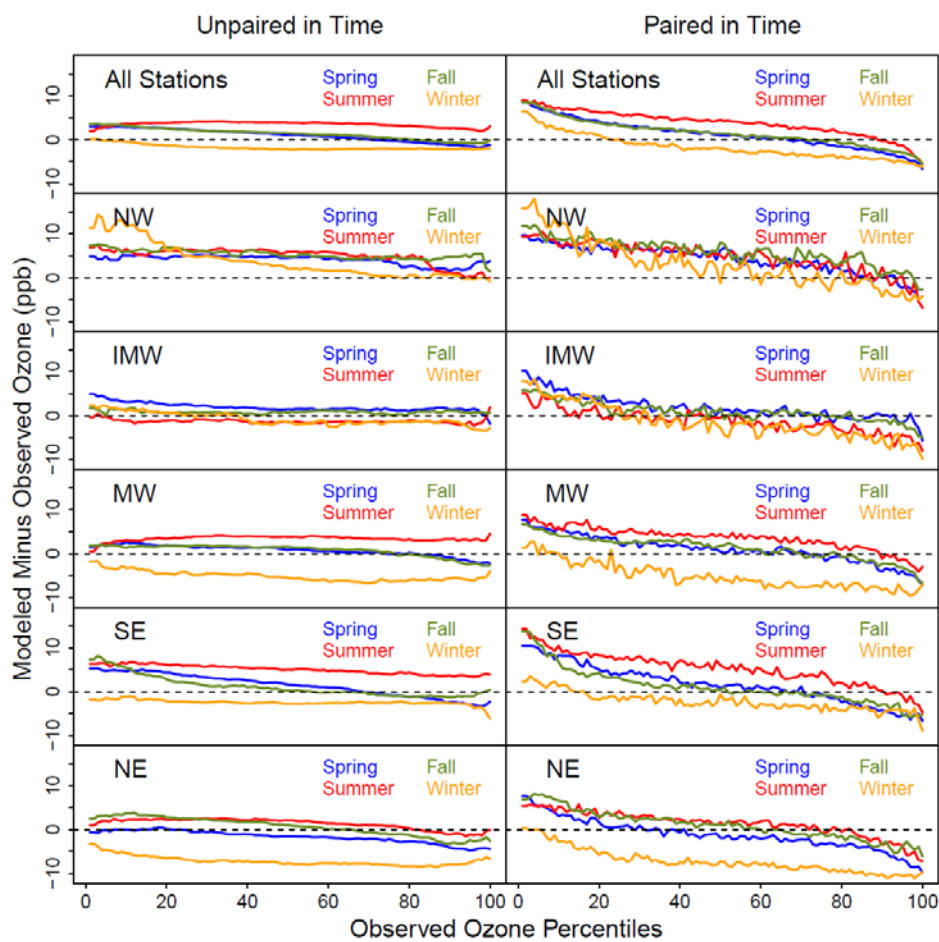 Unpaired in Time Paired in Time
All Stations Spring Fall All Stations Spring Fall
Summer Winter Summer Winter
10
0
−10
NW Spring Fall NW Spring Fall
Summer Winter Summer Winter
10
0
−10
IMW Spring Fall IMW Spring Fall
Summer Winter Summer Winter
10
0
−10
MW Spring Fall MW Spring Fall
Summer Winter Summer Winter
10
0
−10
SE Spring Fall SE Spring Fall
Summer Winter Summer Winter
10
0
−10
NE Spring Fall NE Spring Fall
Summer Winter Summer Winter
10
0
−10
Modeled Minus Observed Ozone (ppb)
0 20 40 60 80 100 0 20 40 60 80 100
Observed Ozone Percentiles